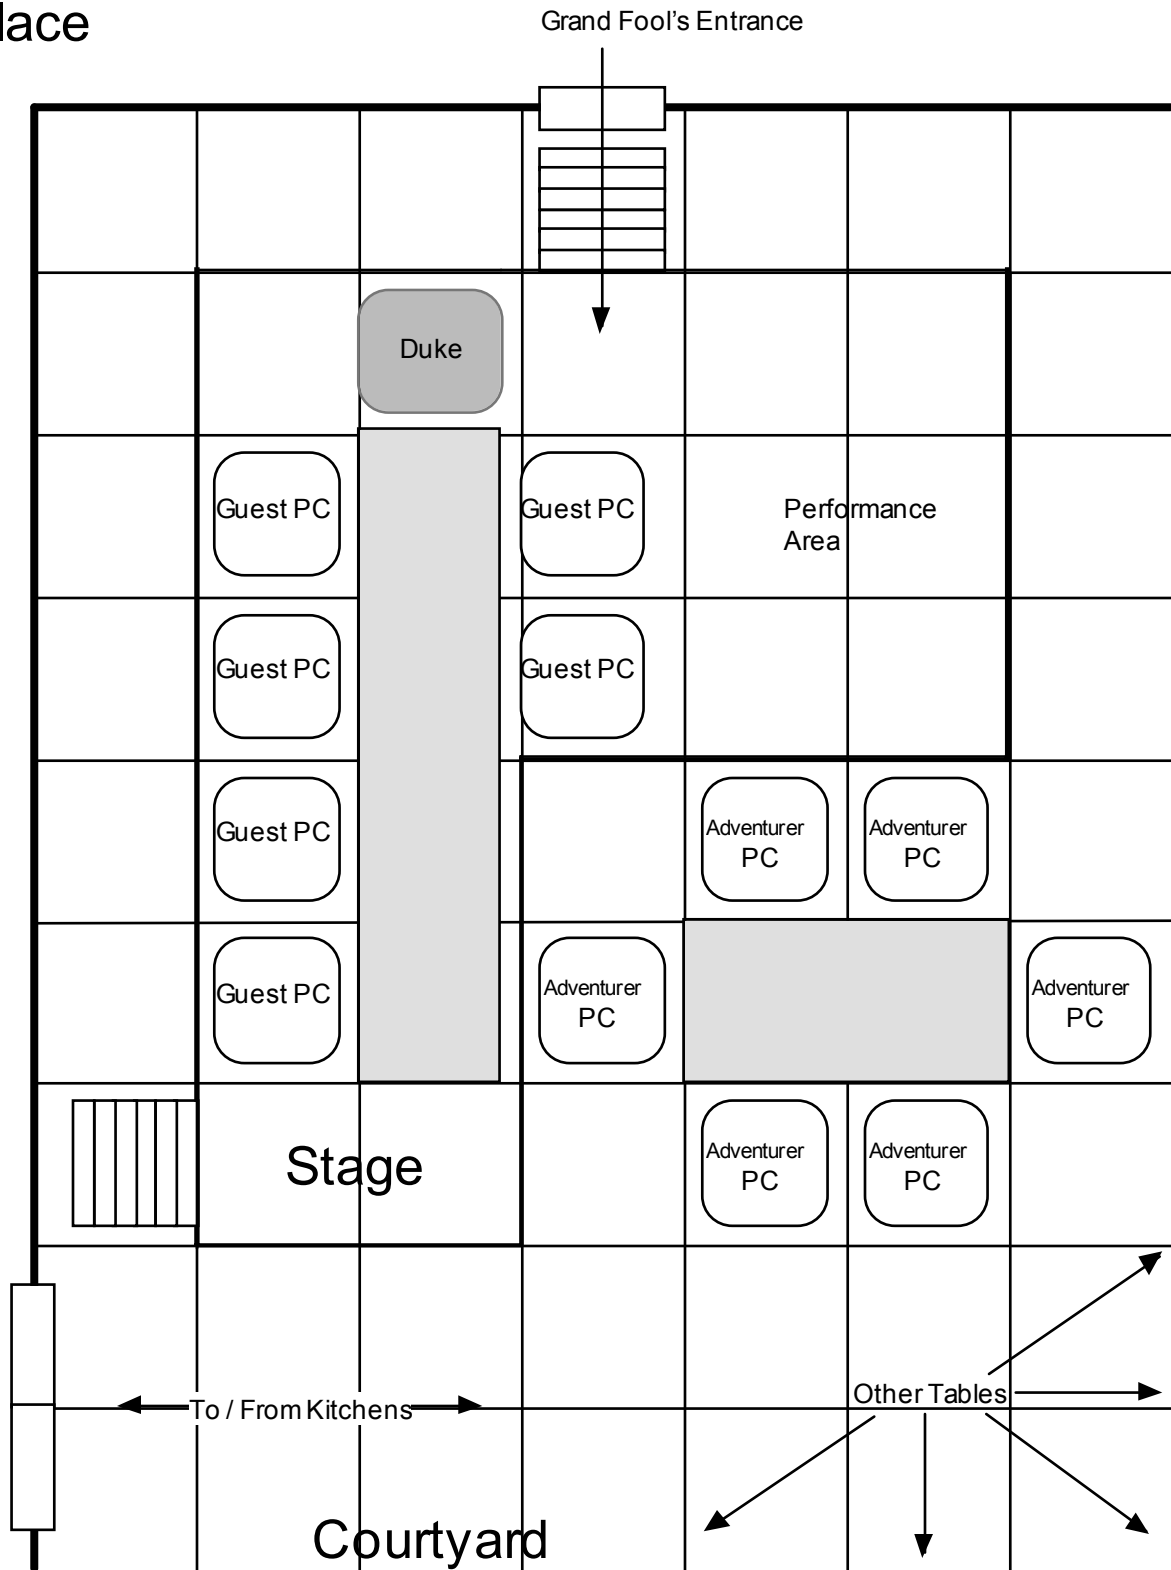 lace
Grand Fool's Entrance
Duke
Guest PC
Guest PC
Performance
Area
Guest PC
Guest PC
Guest PC
Adventurer
PC
Adventurer
PC
Guest PC
Adventurer
PC
Adventurer
PC
Stage
Adventurer
PC
Adventurer
PC
Other Tables
To / From Kitchens
Courtyard